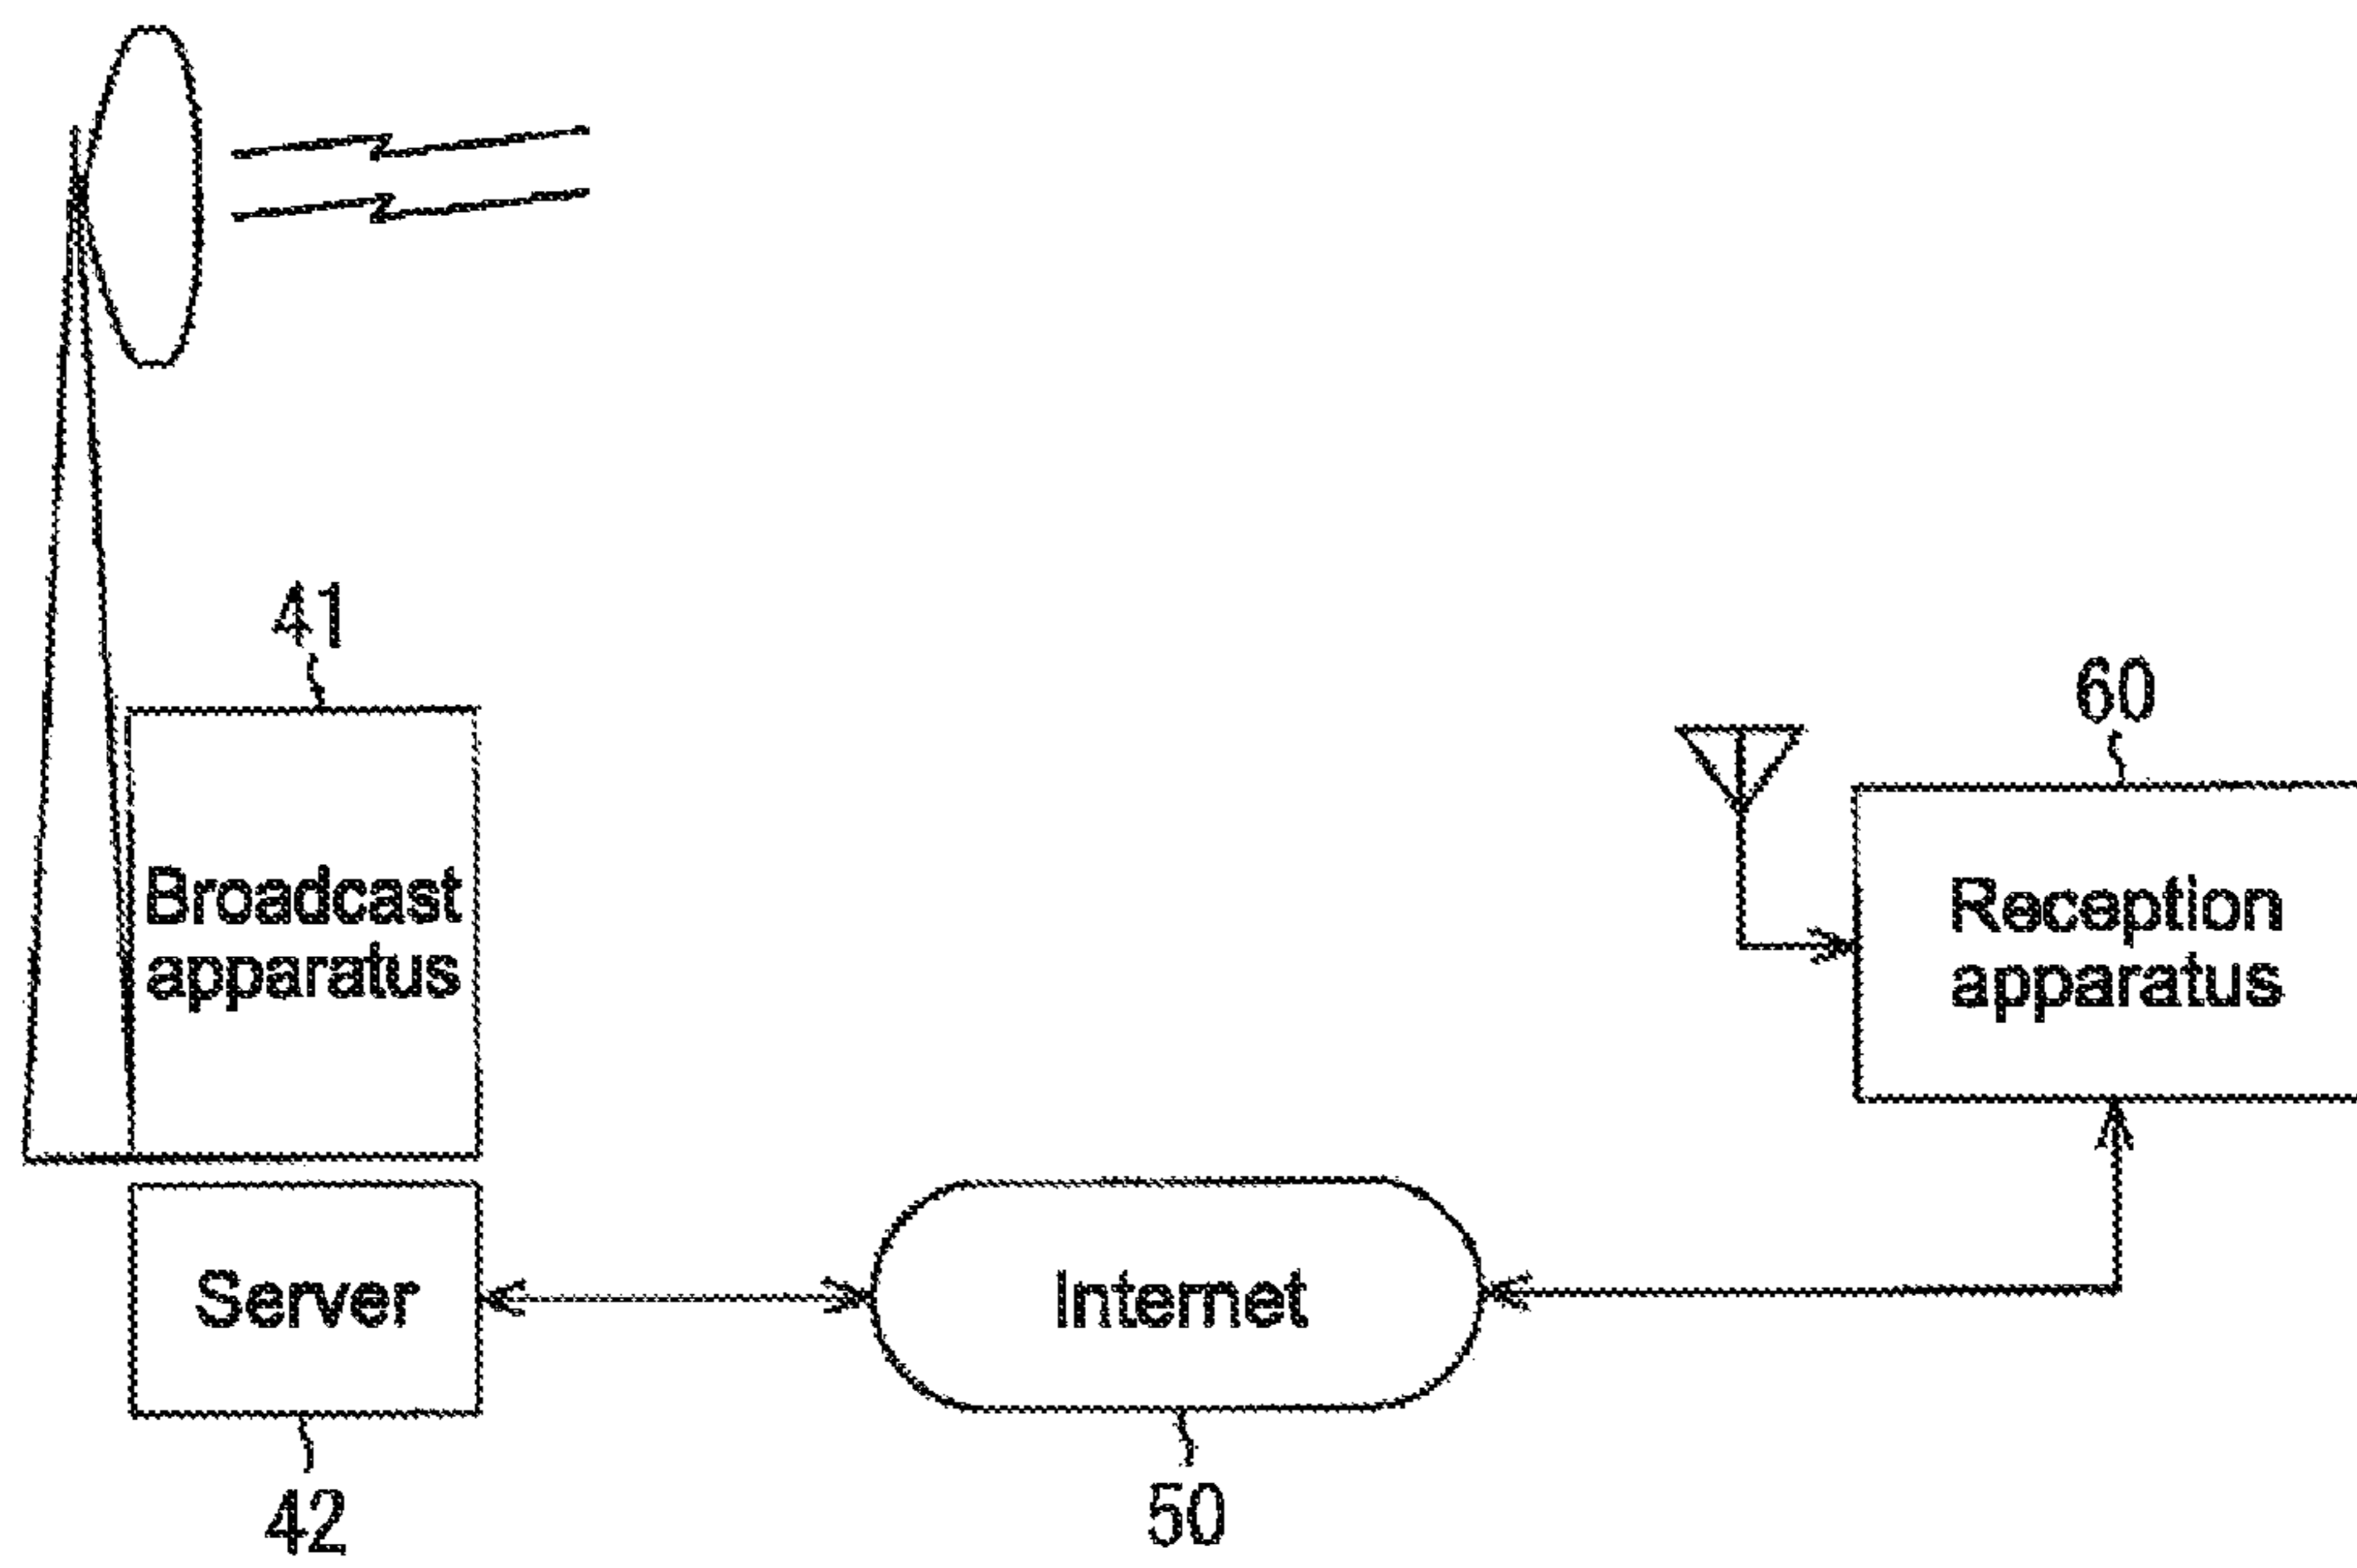 41
60
Broadcast
apparatus
Reception
apparatus
Server
Internet
42
50